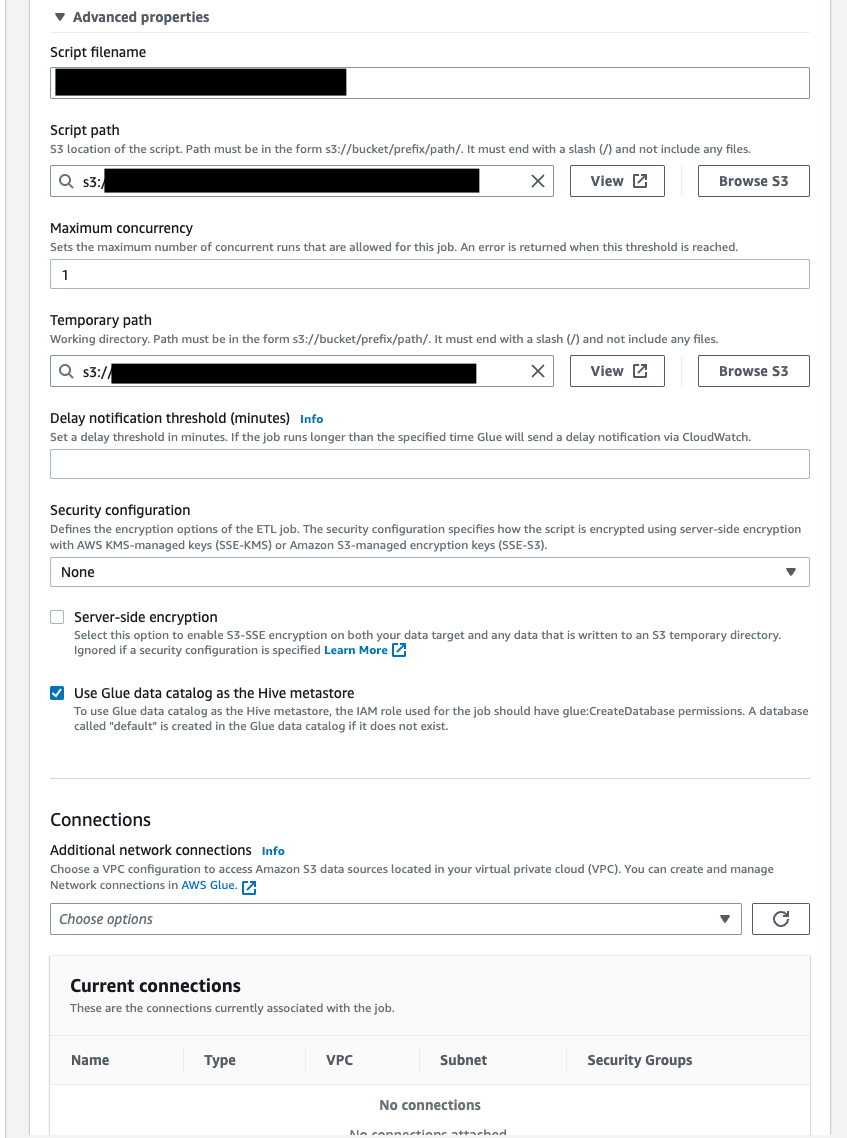 Advanced properties
Script filename
Script path
S3 location of the script. Path must be in the form s3://bucket/prefix/path/. It must end with a slash (/) and not include any files.
s3:/
View
Browse S3
Maximum concurrency
Sets the maximum number of concurrent runs that are allowed for this job. An error is returned when this threshold is reached.
1
Temporary path
Working directory. Path must be in the form s3://bucket/prefix/path/. It must end with a slash (/) and not include any files.
s3://
View
Browse S3
Delay notification threshold (minutes) Info
Set a delay threshold in minutes. If the job runs longer than the specified time Glue will send a delay notification via CloudWatch.
Security configuration
Defines the encryption options of the ETL job. The security configuration specifies how the script is encrypted using server-side encryption
with AWS KMS-managed keys (SSE-KMS) or Amazon S3-managed encryption keys (SSE-S3).
None
Server-side encryption
Select this option to enable S3-SSE encryption on both your data target and any data that is written to an S3 temporary directory.
Ignored if a security configuration is specified Learn More
Use Glue data catalog as the Hive metastore
To use Glue data catalog as the Hive metastore, the IAM role used for the job should have glue:CreateDatabase permissions. A database
called "default" is created in the Glue data catalog if it does not exist.
Connections
Additional network connections Info
Choose a VPC configuration to access Amazon S3 data sources located in your virtual private cloud (VPC). You can create and manage
Network connections in AWS Glue.
Choose options
Current connections
These are the connections currently associated with the job.
Name Type VPC Subnet Security Groups
No connections
No connections attached